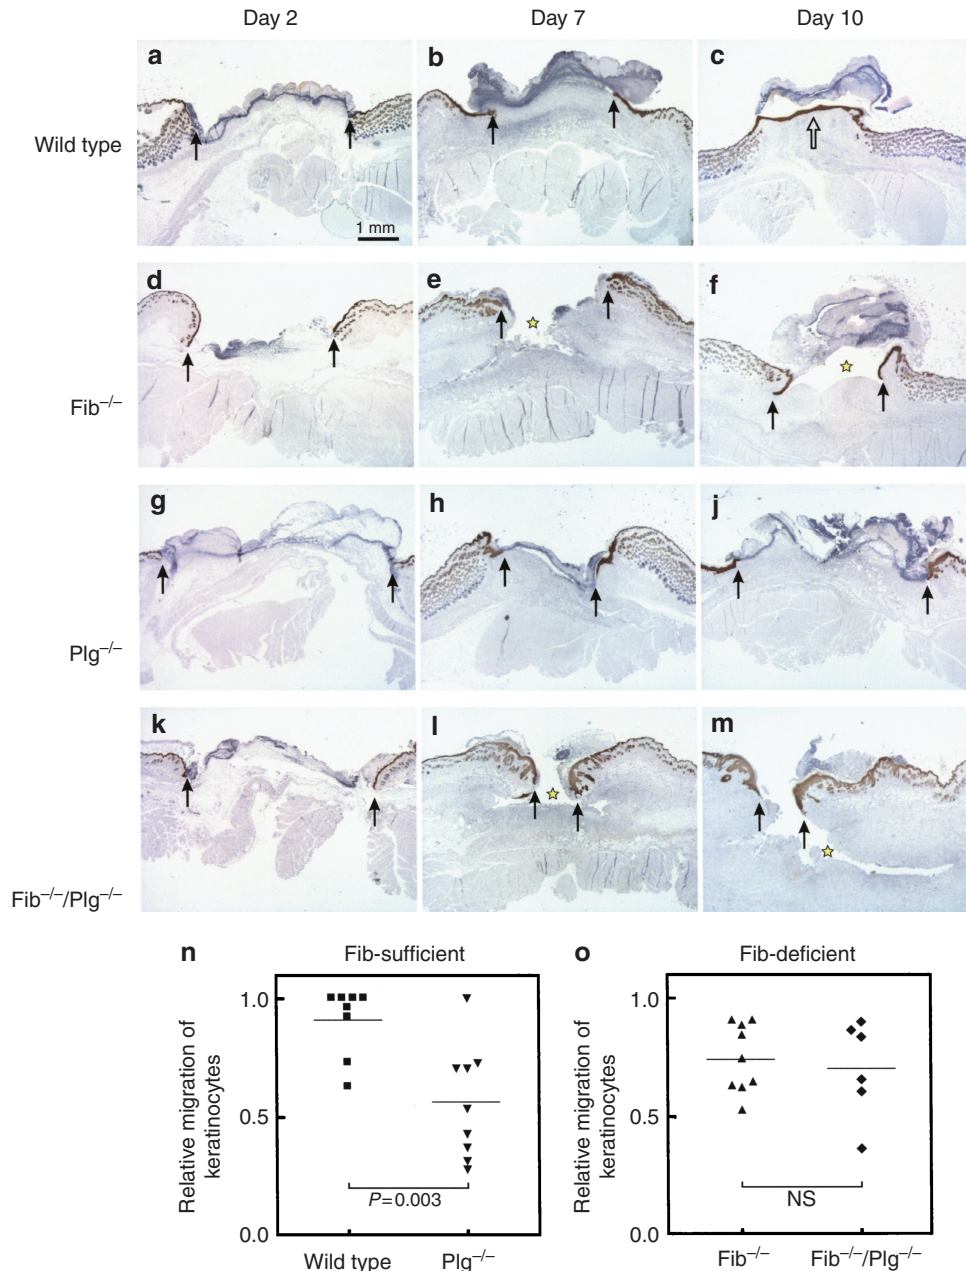 Day 2 Day 7 Day 10
Wild type
a b c
1 mm
Fib–/–
d e f
Plg–/–
g h j
Fib–/–/Plg–/–
k l m
n Fib-sufficient
Relative migration of
keratinocytes
1.0
0.5
0.0
P=0.003
Wild type Plg–/–
o Fib-deficient
Relative migration of
keratinocytes
1.0
0.5
0.0
NS
Fib–/– Fib–/–/Plg–/–